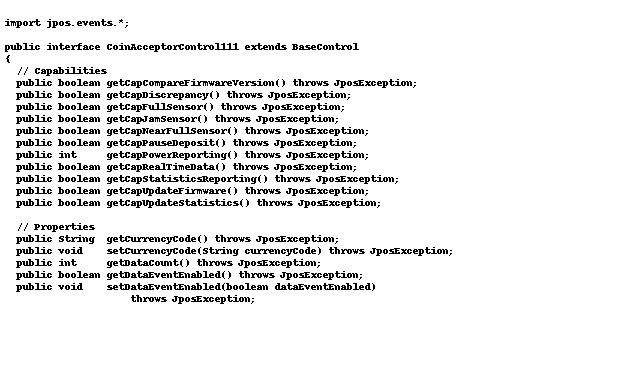 import jpos.events.*;

public interface CoinAcceptorControl111 extends BaseControl
{
  // Capabilities
  public boolean getCapCompareFirmwareVersion() throws JposException;
  public boolean getCapDiscrepancy() throws JposException;
  public boolean getCapFullSensor() throws JposException;
  public boolean getCapJamSensor() throws JposException;
  public boolean getCapNearFullSensor() throws JposException;
  public boolean getCapPauseDeposit() throws JposException;
  public int     getCapPowerReporting() throws JposException;
  public boolean getCapRealTimeData() throws JposException;
  public boolean getCapStatisticsReporting() throws JposException;
  public boolean getCapUpdateFirmware() throws JposException;
  public boolean getCapUpdateStatistics() throws JposException;

  // Properties
  public String  getCurrencyCode() throws JposException;
  public void    setCurrencyCode(String currencyCode) throws JposException;
  public int     getDataCount() throws JposException;
  public boolean getDataEventEnabled() throws JposException;
  public void    setDataEventEnabled(boolean dataEventEnabled)
                     throws JposException;